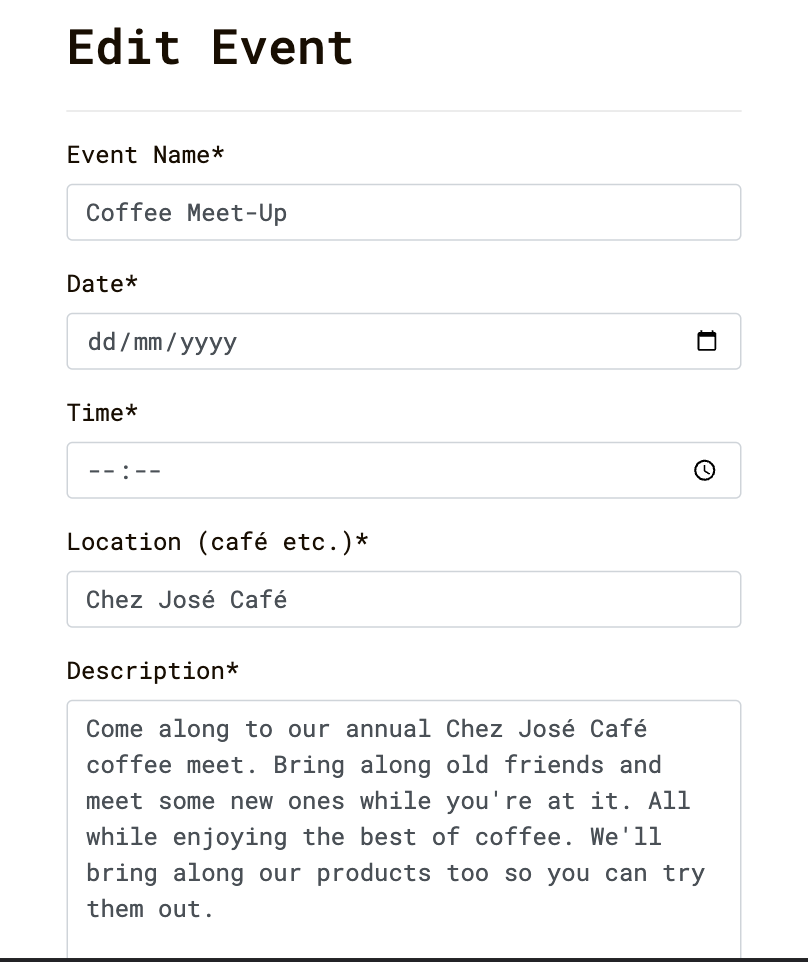 Edit Event
Event Name*
Coffee Meet-Up
Date*
dd/mm/yyyy
Time*
--:--
Location (café etc.)*
Chez José Café
Description*
Come along to our annual Chez José Café
coffee meet. Bring along old friends and
meet some new ones while you're at it. All
while enjoying the best of coffee. We'll
bring along our products too so you can try
them out.